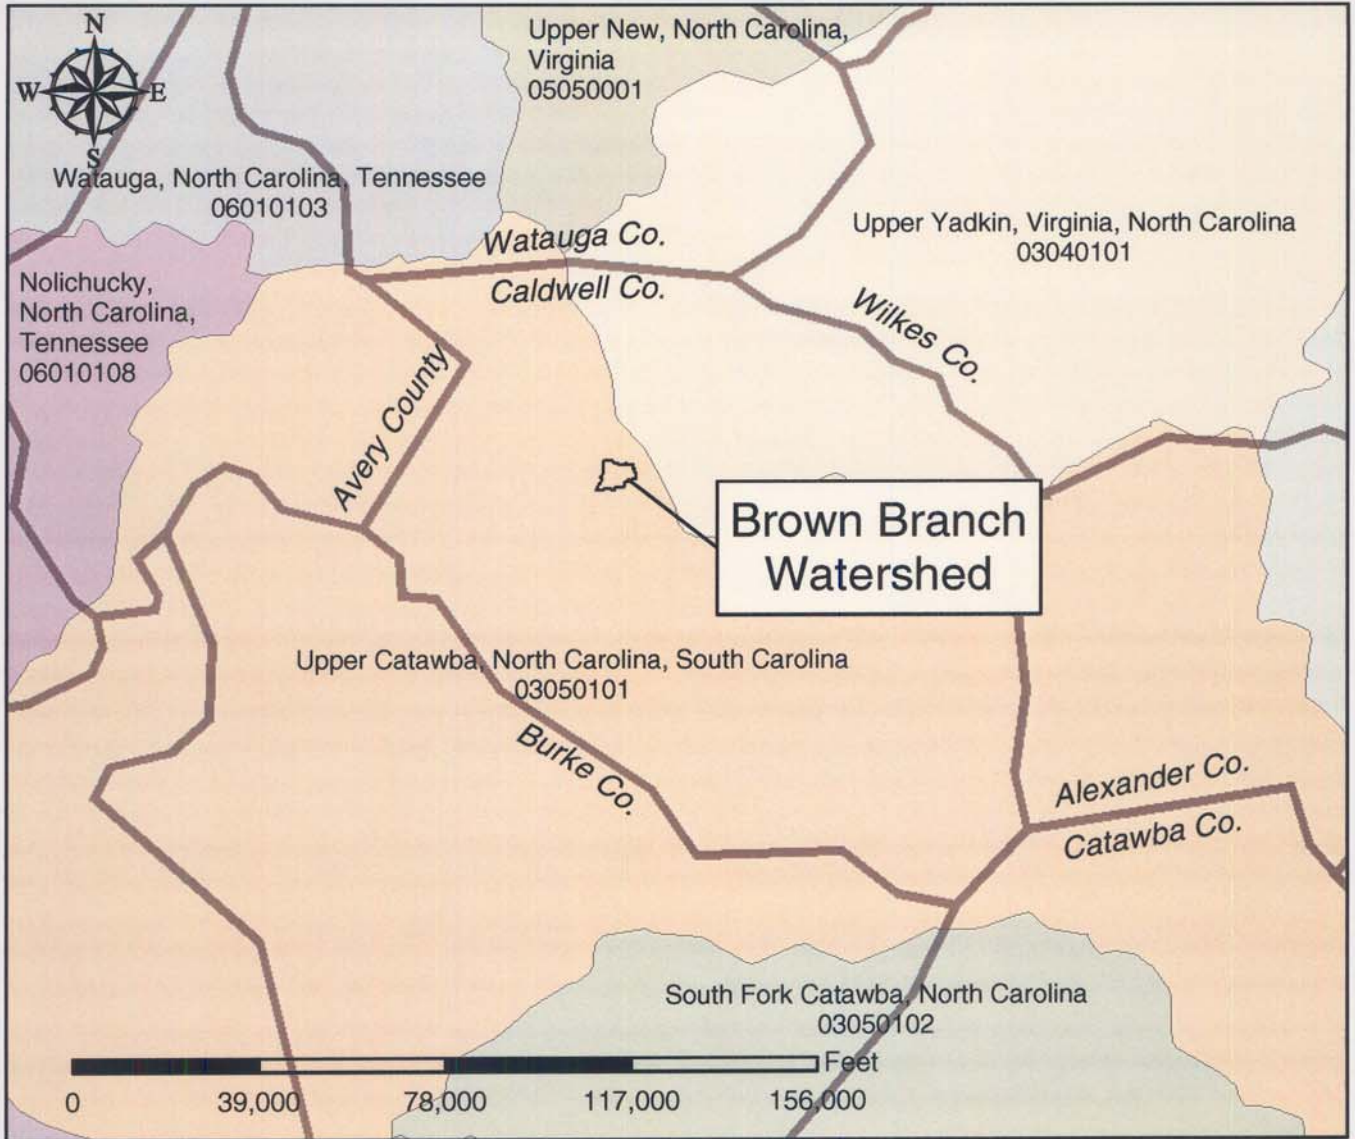 N
W
E
S
Upper New, North Carolina,
Virginia
05050001
Watauga, North Carolina, Tennessee
06010103
Upper Yadkin, Virginia, North Carolina
03040101
Nolichucky,
North Carolina,
Tennessee
06010108
Watauga Co.
Caldwell Co.
Wilkes Co.
Avery County
Brown Branch
Watershed
Upper Catawba, North Carolina, South Carolina
03050101
Burke Co.
Alexander Co.
Catawba Co.
South Fork Catawba, North Carolina
03050102
Feet
0 39,000 78,000 117,000 156,000